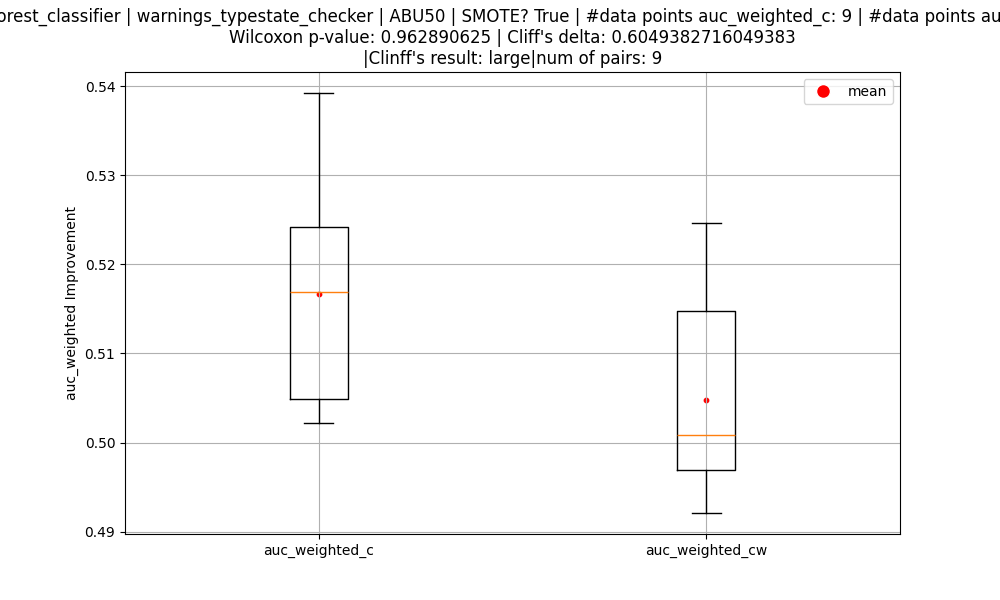 orest_classifier | warnings_typestate_checker | ABU50 | SMOTE? True | #data points auc_weighted_c: 9 | #data points au
Wilcoxon p-value: 0.962890625 | Cliff's delta: 0.6049382716049383
|Clinff's result: large|num of pairs: 9
mean
0.54
0.53
0.52
0.51
0.50
0.49
auc_weighted Improvement
auc_weighted_c
auc_weighted_cw